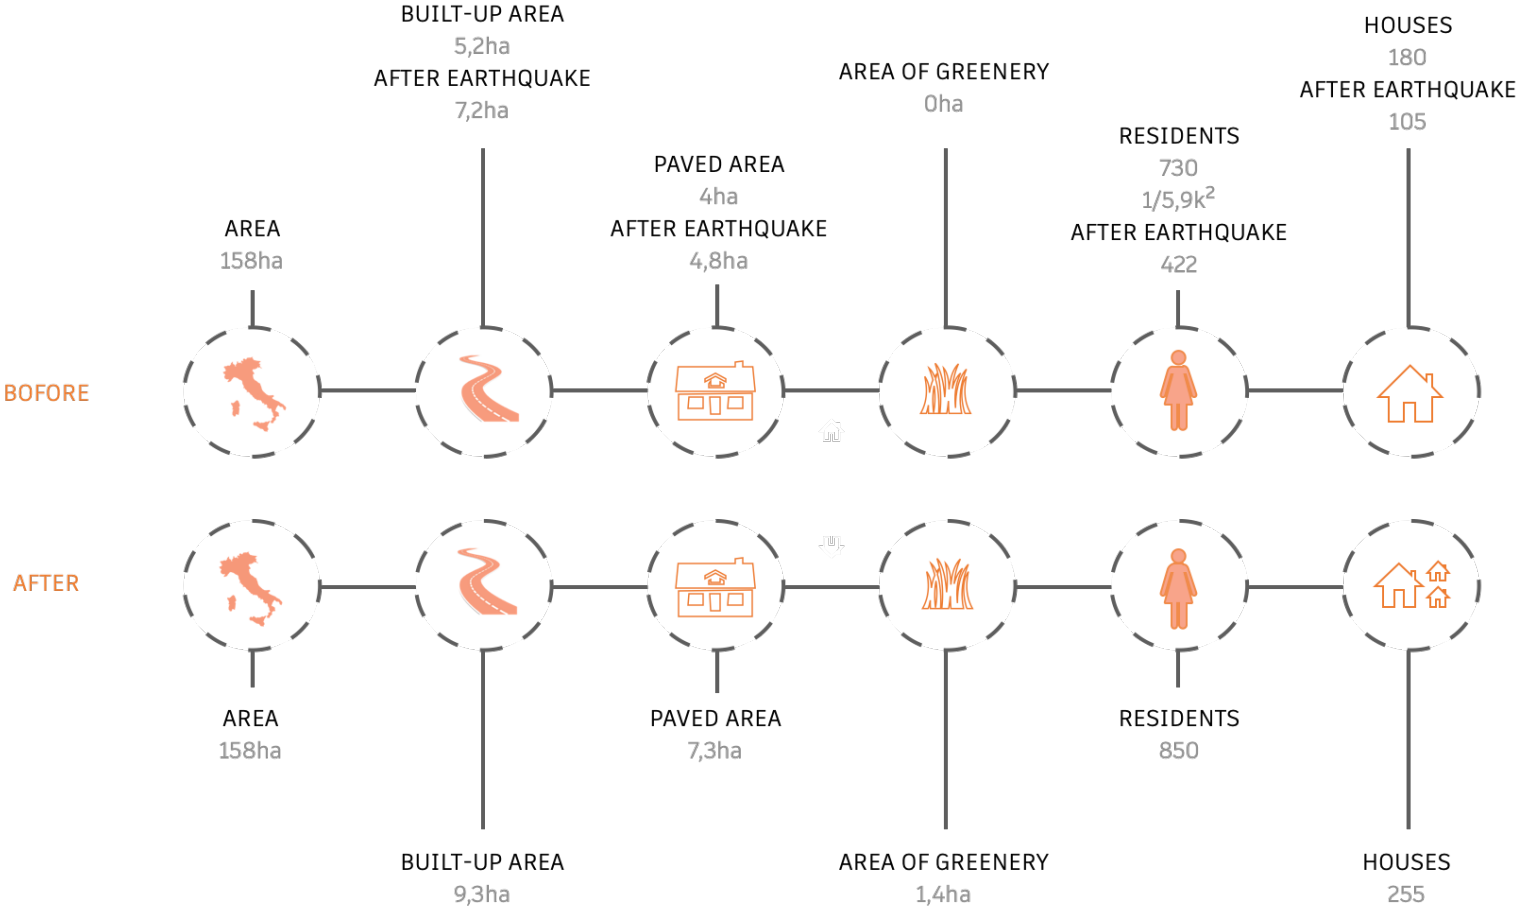 BUILT-UP AREA
5,2ha
AFTER EARTHQUAKE
7,2ha
HOUSES
180
AFTER EARTHQUAKE
105
AREA OF GREENERY
0ha
RESIDENTS
730
1/5,9k²
AFTER EARTHQUAKE
422
PAVED AREA
4ha
AFTER EARTHQUAKE
4,8ha
AREA
158ha
BOFORE
AFTER
AREA
158ha
PAVED AREA
7,3ha
RESIDENTS
850
BUILT-UP AREA
9,3ha
AREA OF GREENERY
1,4ha
HOUSES
255